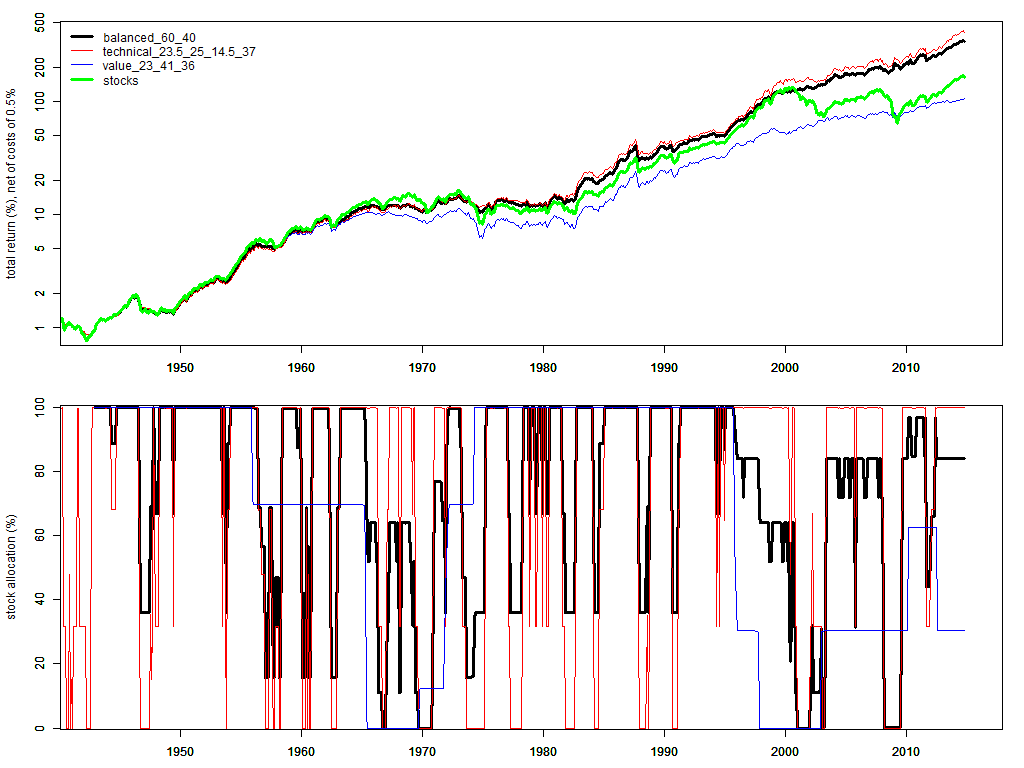 total return (%), net of costs of 0.5%
500
200
100
50
20
10
5
2
1
balanced_60_40
technical_23.5_25_14.5_37
value_23_41_36
stocks
1950 1960 1970 1980 1990 2000 2010
stock allocation (%)
100
80
60
40
20
0
1950 1960 1970 1980 1990 2000 2010